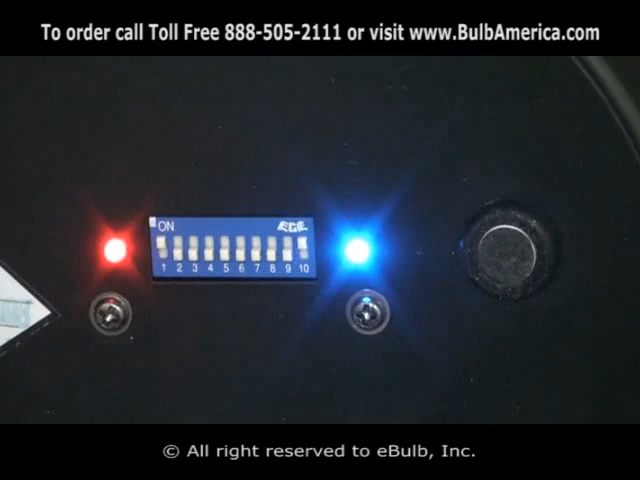 To order call Toll Free 888-505-2111 or visit www.BulbAmerica.com
ON ECE
1 2 3 4 5 6 7 8 9 10
© All right reserved to eBulb, Inc.